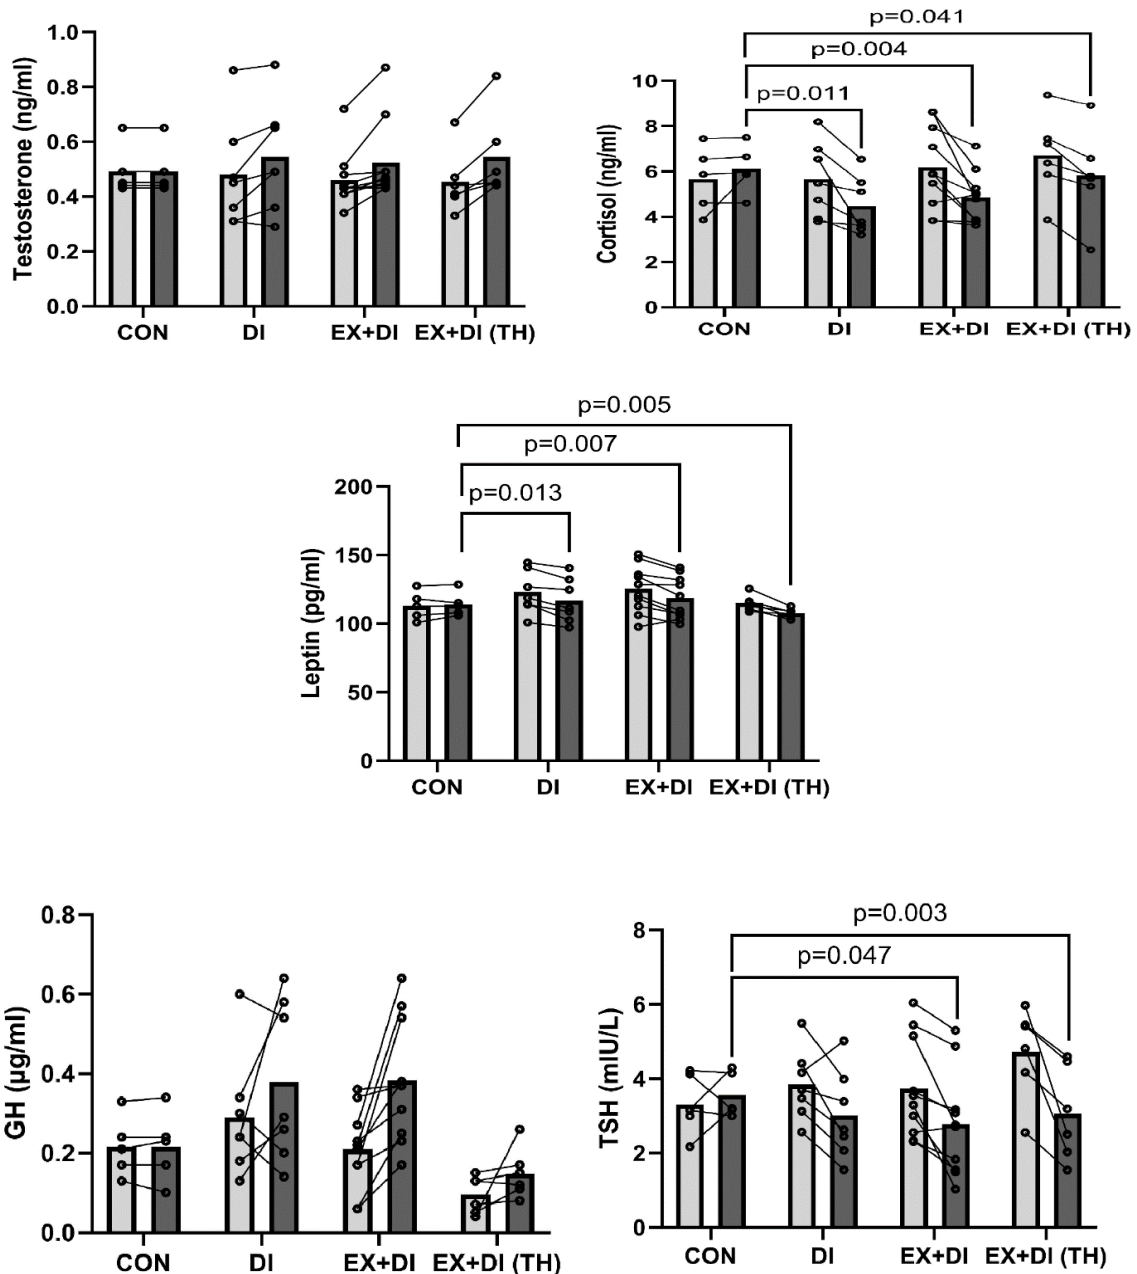 Testosterone (ng/ml)
1.0
0.8
0.6
0.4
0.2
0.0
CON DI EX+DI EX+DI (TH)
p=0.041
p=0.004
p=0.011
Cortisol (ng/ml)
10
8
6
4
2
0
CON DI EX+DI EX+DI (TH)
p=0.005
p=0.007
p=0.013
Leptin (pg/ml)
200
150
100
50
0
CON DI EX+DI EX+DI (TH)
GH (µg/ml)
0.8
0.6
0.4
0.2
0.0
CON DI EX+DI EX+DI (TH)
p=0.003
p=0.047
TSH (mIU/L)
8
6
4
2
0
CON DI EX+DI EX+DI (TH)